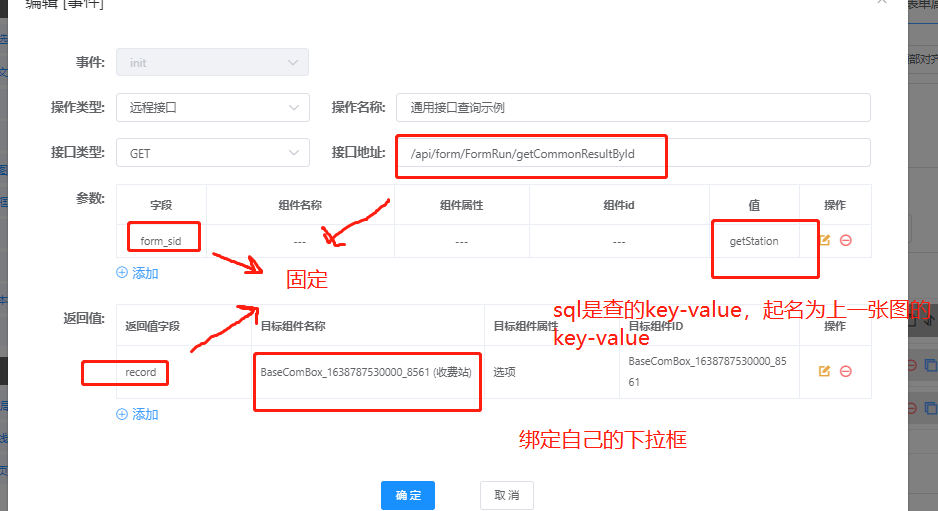 编辑 [事件]
事件: init
操作类型: 远程接口 操作名称: 通用接口查询示例
接口类型: GET 接口地址: /api/form/FormRun/getCommonResultById
参数: 字段 组件名称 组件属性 组件id 值 操作
form_sid --- --- --- getStation
添加
固定
返回值: 返回值字段 目标组件名称 目标组件属性 目标组件ID 操作
sql是查的key-value，起名为上一张图的
key-value
record BaseComBox_1638787530000_8561 (收费站) 选项 BaseComBox_1638787530000_85
61
添加
绑定自己的下拉框
确 定 取 消